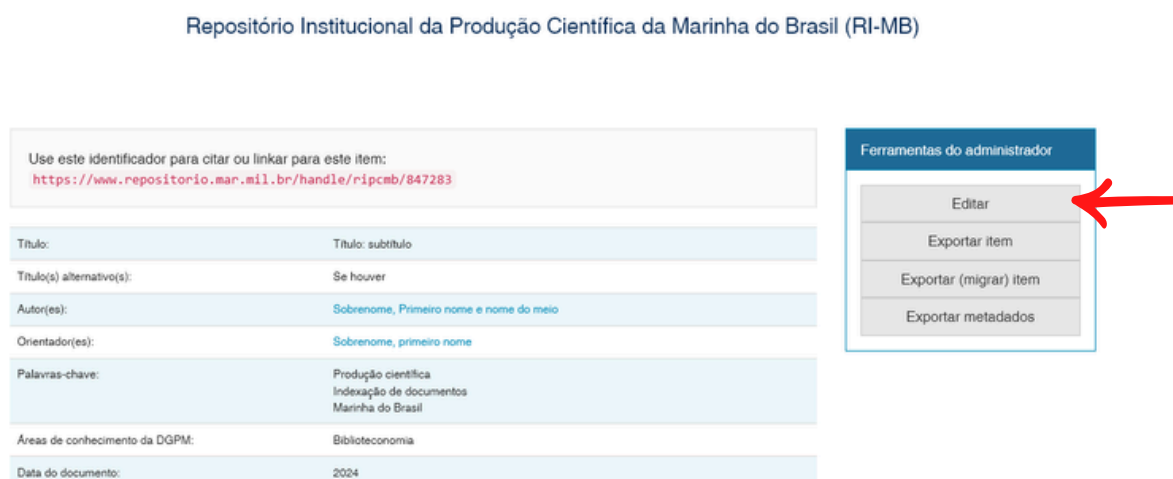 Repositório Institucional da Produção Científica da Marinha do Brasil (RI-MB)
Use este identificador para citar ou linkar para este item:
https://www.repositorio.mar.mil.br/handle/ripcmb/847283
Título: Título: subtítulo
Título(s) alternativo(s): Se houver
Autor(es): Sobrenome, Primeiro nome e nome do meio
Orientador(es): Sobrenome, primeiro nome
Palavras-chave: Produção científica
Indexação de documentos
Marinha do Brasil
Áreas de conhecimento da DGPM: Biblioteconomia
Data do documento: 2024
Ferramentas do administrador
Editar
Exportar item
Exportar (migrar) item
Exportar metadados